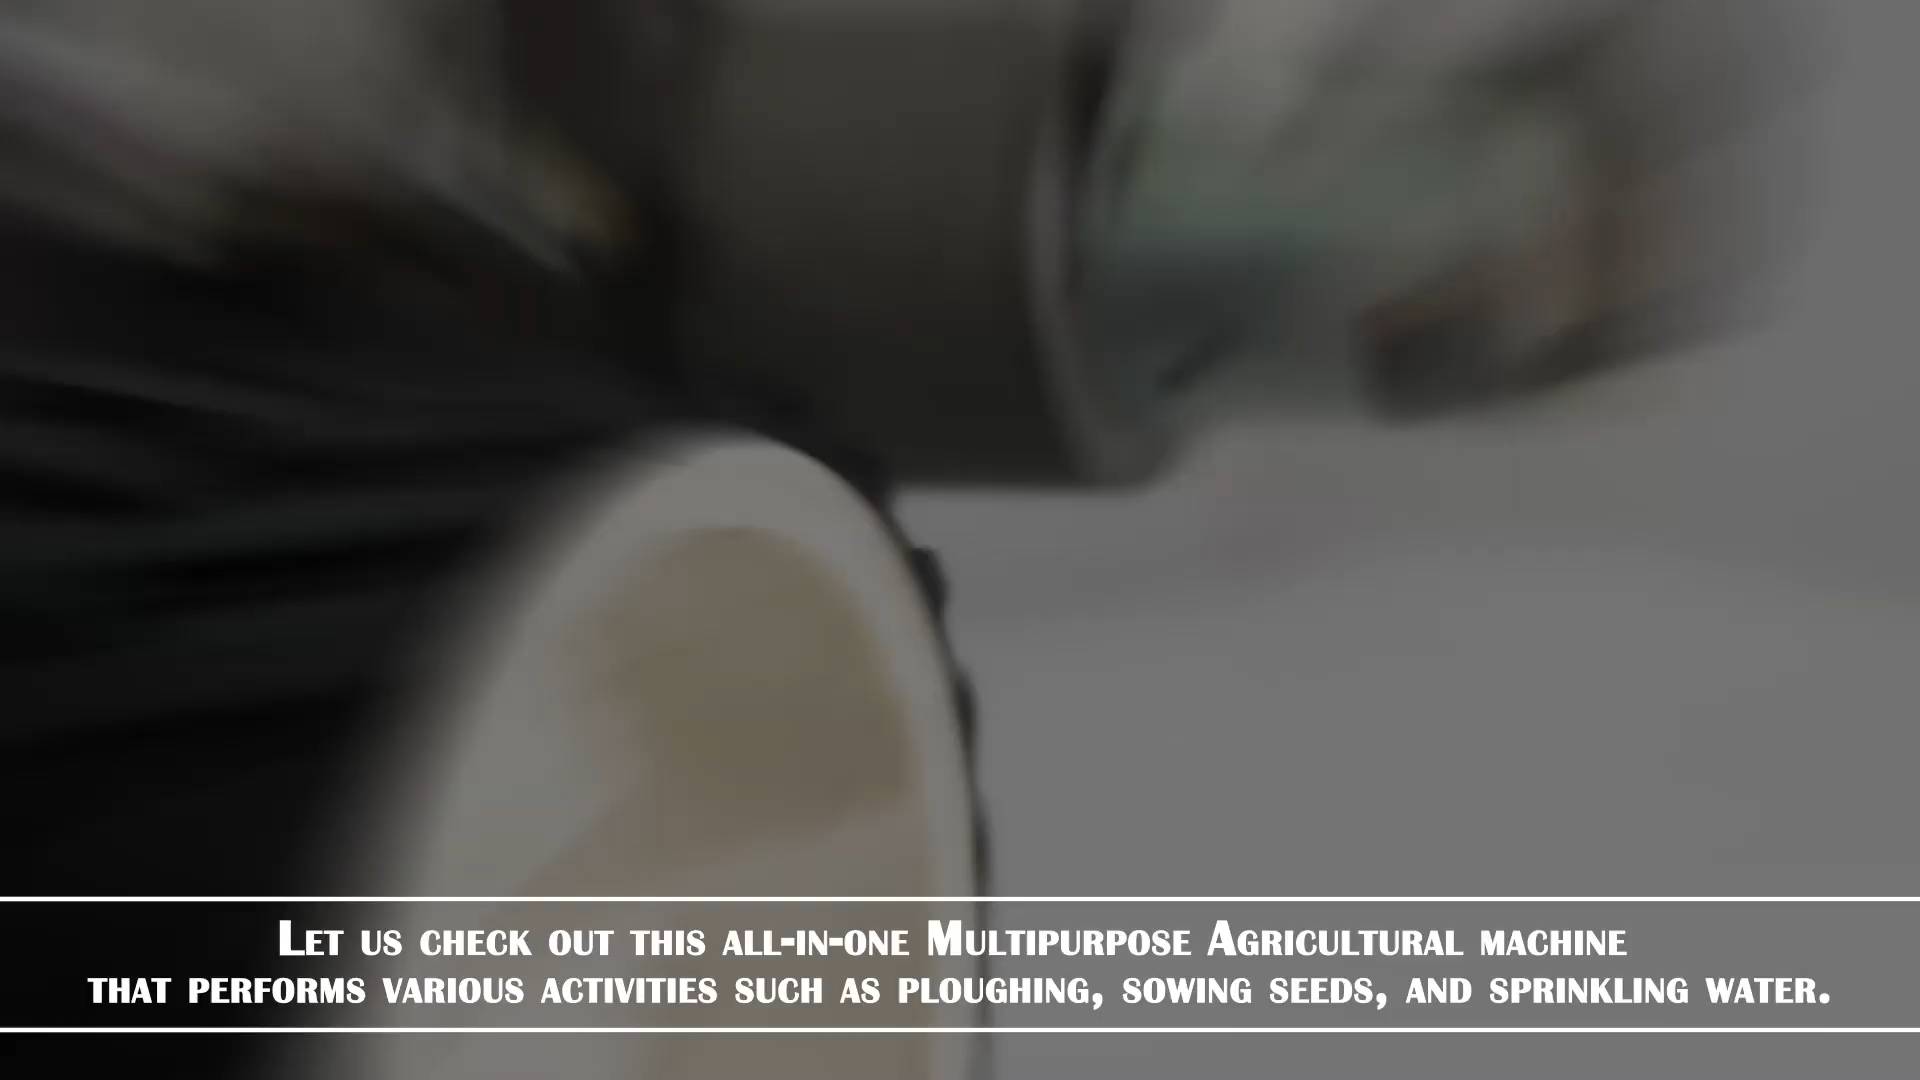 Let us check out this all-in-one Multipurpose Agricultural machine
that performs various activities such as ploughing, sowing seeds, and sprinkling water.